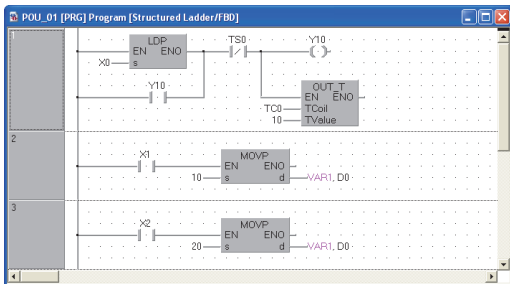 POU_01 [PRG] Program [Structured Ladder/FBD]
1
LDP
EN ENO
X0 s
TS0
Y10
Y10
OUT_T
EN ENO
TC0 TCoil
10 TValue
2
X1
MOVP
EN ENO
10 s d VAR1, D0
3
X2
MOVP
EN ENO
20 s d VAR1, D0